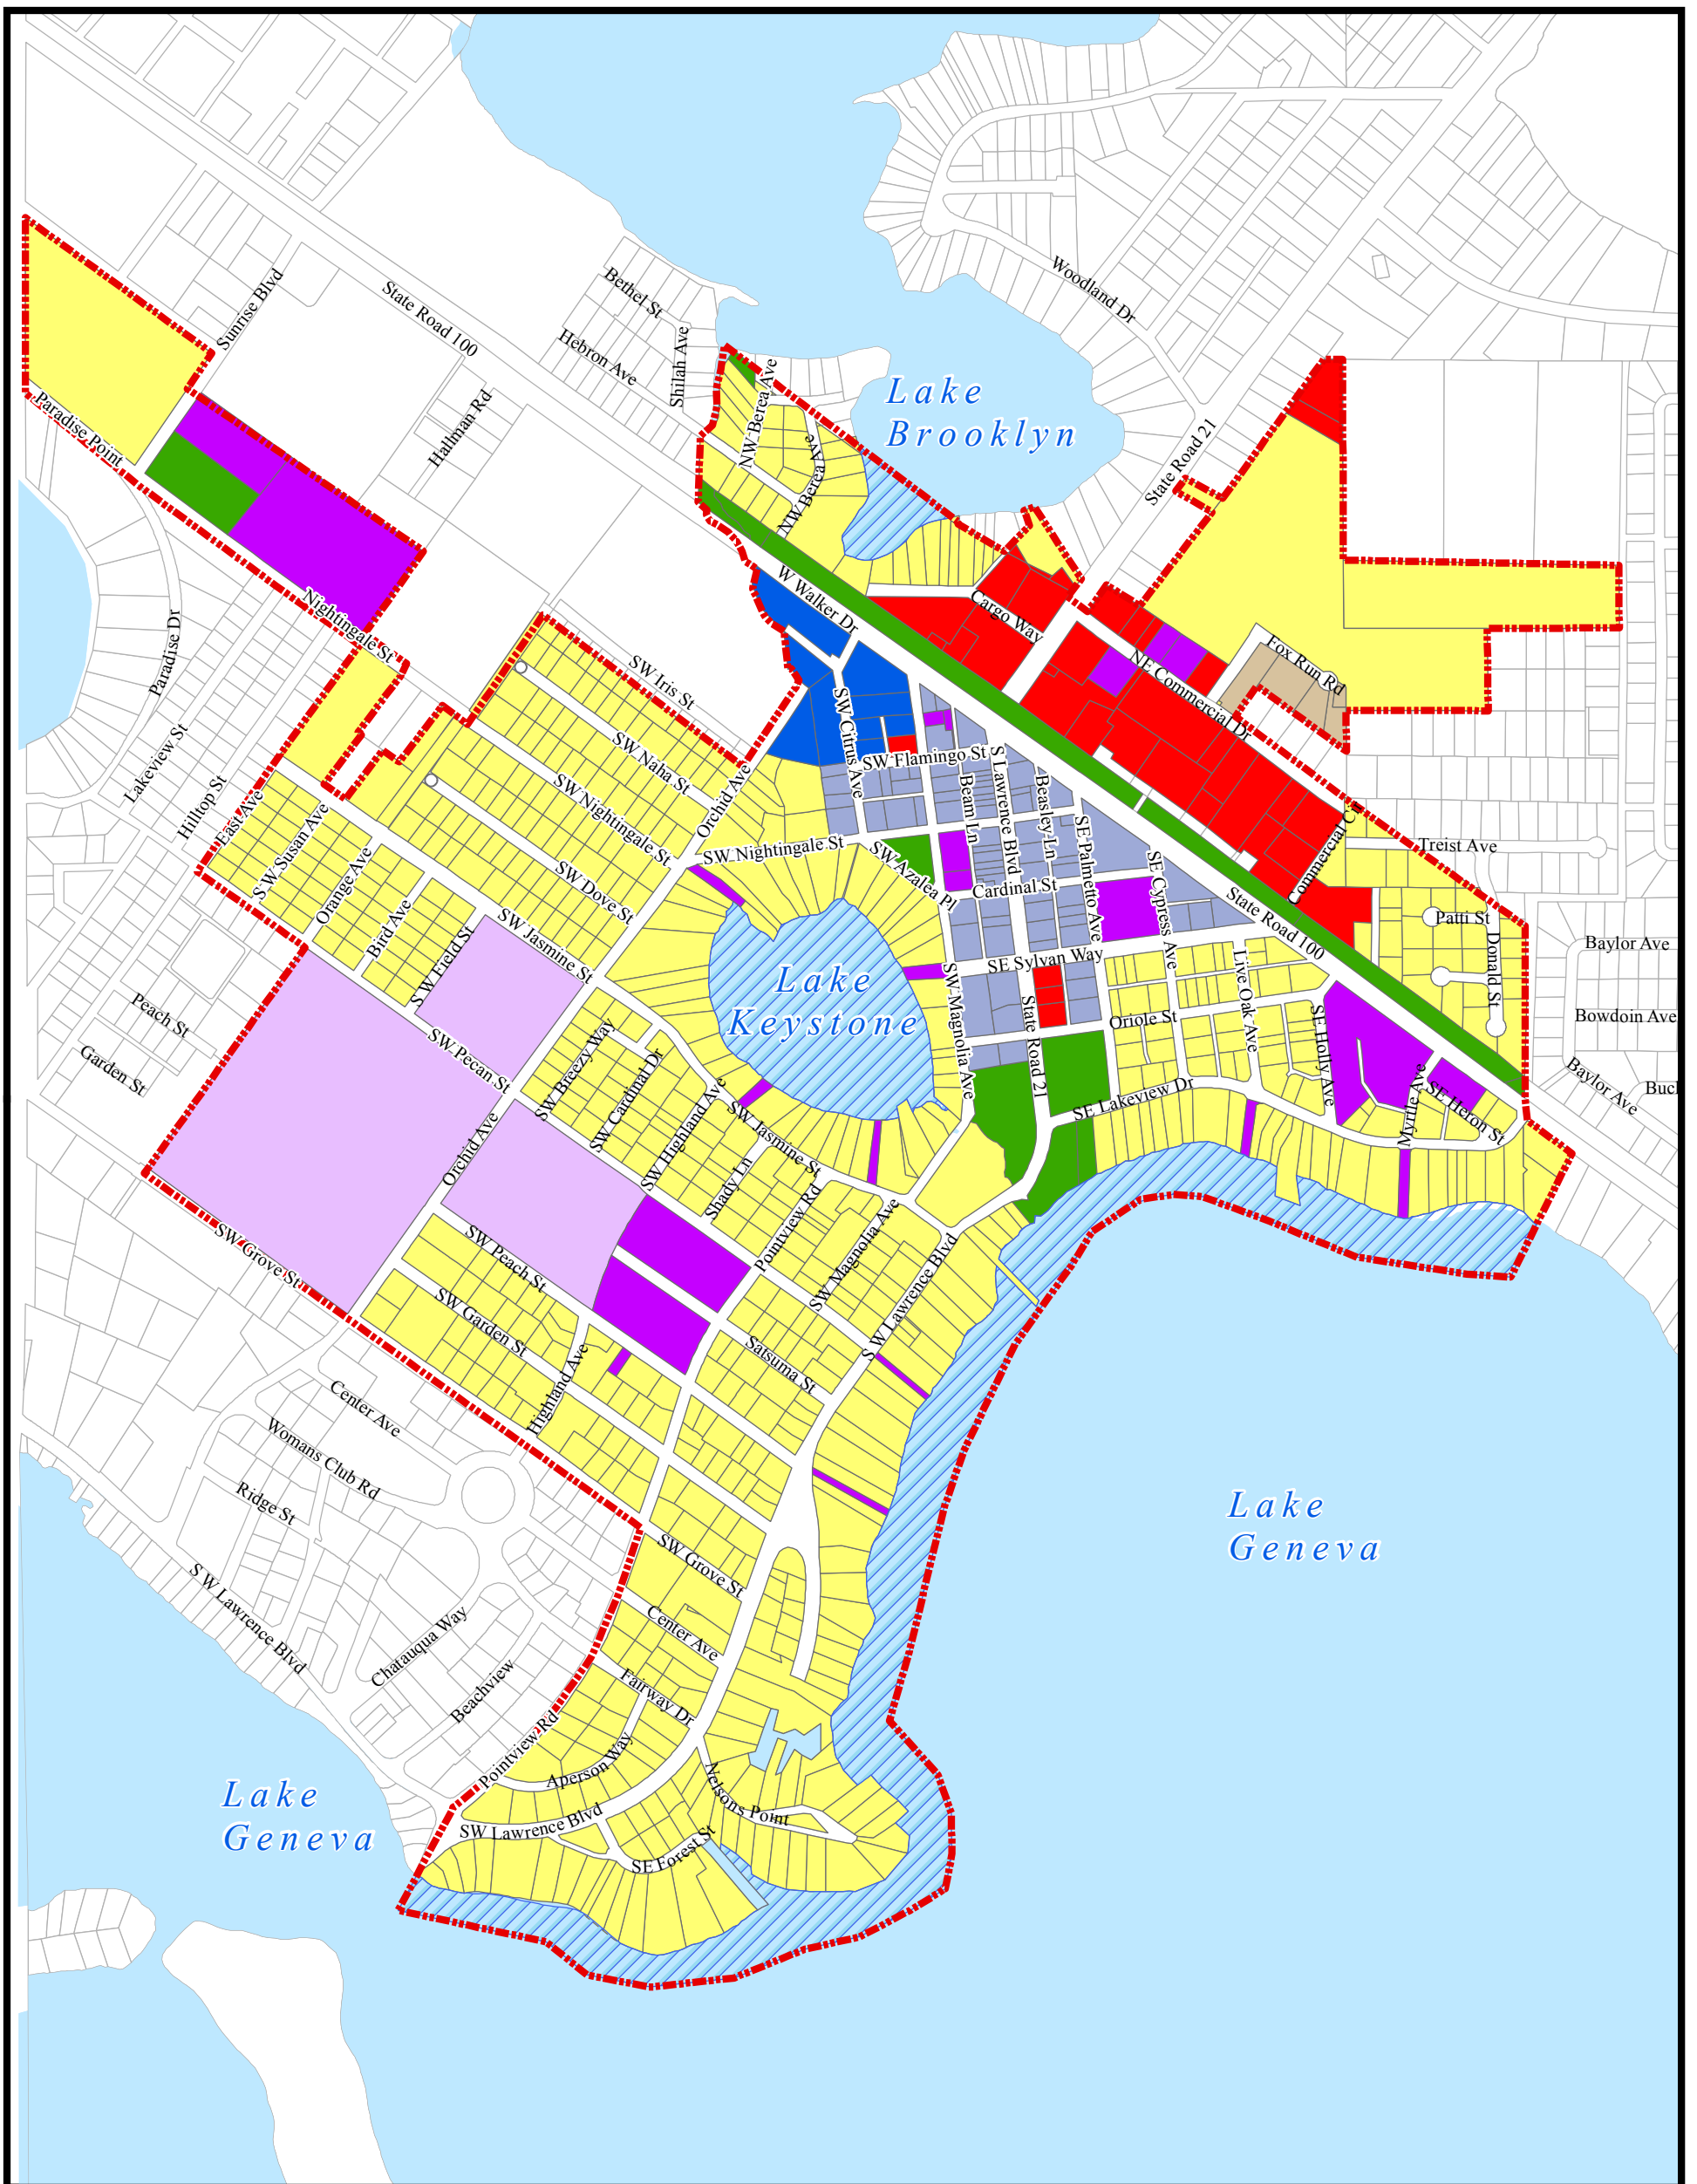 Bethel St
Woodland Dr
Sunrise Blvd
State Road 100
Hebron Ave
Shilah Ave
NW Berea Ave
Lake
Brooklyn
Paradise Point
Hallman Rd
NW Berea Ave
State Road 21
W Walker Dr
Cargo Way
Nightingale St
Paradise Dr
SW Iris St
Fox Run Rd
NE Commercial Dr
SW Citrus Ave
SW Naha St
SW Flamingo St
S Lawrence Blvd
Lakeview St
Hilltop St
East Ave
SW Nightingale St
Orchid Ave
Beam Ln
Beasley Ln
SE Palmetto Ave
Commercial Cir
S W Susan Ave
SW Nightingale St
Treist Ave
Orange Ave
SW Dove St
SW Azalea Pl
Cardinal St
SE Cypress Ave
Bird Ave
S W Field St
SW Jasmine St
State Road 100
Patti St
Donald St
Baylor Ave
SE Sylvan Way
Live Oak Ave
Lake
Keystone
SW Magnolia Ave
State Road 21
Oriole St
SE Holly Ave
Bowdoin Ave
Peach St
Garden St
SW Pecan St
SW Breezy Way
SW Cardinal Dr
SW Highland Ave
SW Jasmine St
SE Lakeview Dr
Myrtle Ave
SE Heron St
Baylor Ave
Bucl
Orchid Ave
Shady Ln
Pointview Rd
SW Magnolia Ave
SW Grove St
SW Peach St
S W Lawrence Blvd
SW Garden St
Highland Ave
Satsuma St
Center Ave
Womans Club Rd
Ridge St
Lake
Geneva
S W Lawrence Blvd
SW Grove St
Center Ave
Chatauqua Way
Beachview
Fairway Dr
Pointview Rd
Aperson Way
Nelsons Point
Lake
Geneva
SW Lawrence Blvd
SE Forest St